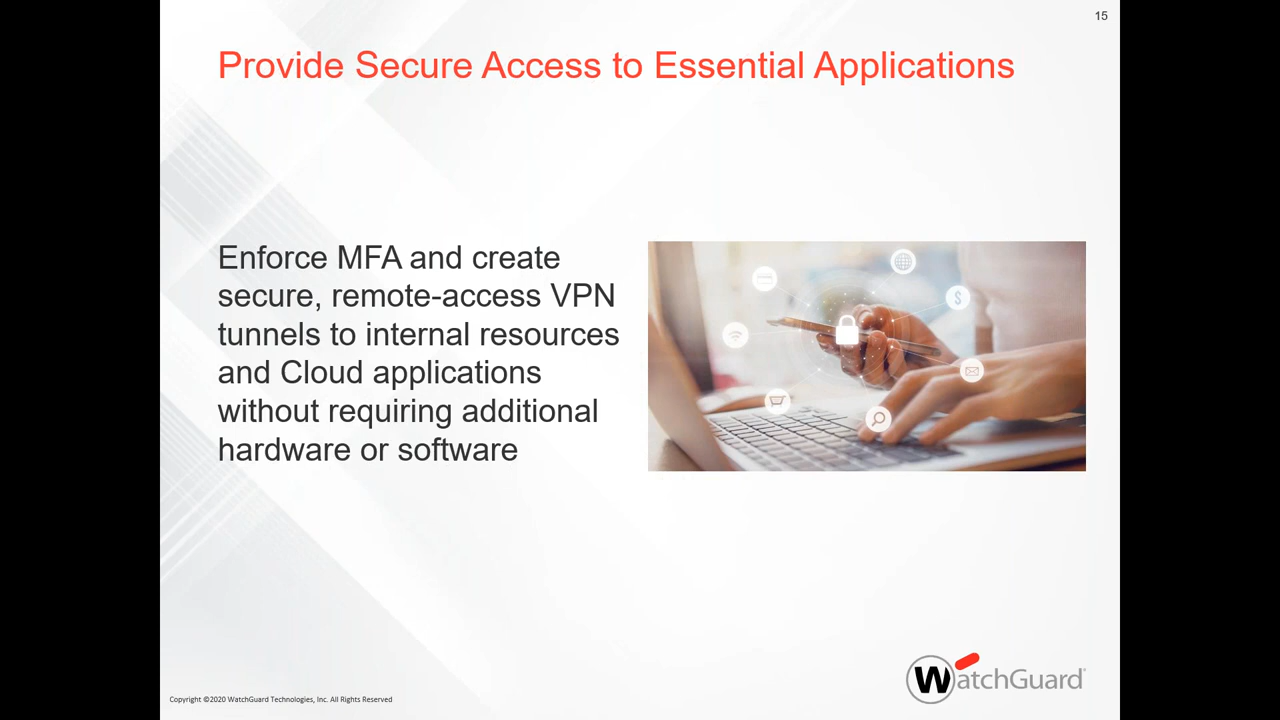 15
Provide Secure Access to Essential Applications
Enforce MFA and create
secure, remote-access VPN
tunnels to internal resources
and Cloud applications
without requiring additional
hardware or software
$
Copyright ©2020 WatchGuard Technologies, Inc. All Rights Reserved
WatchGuard